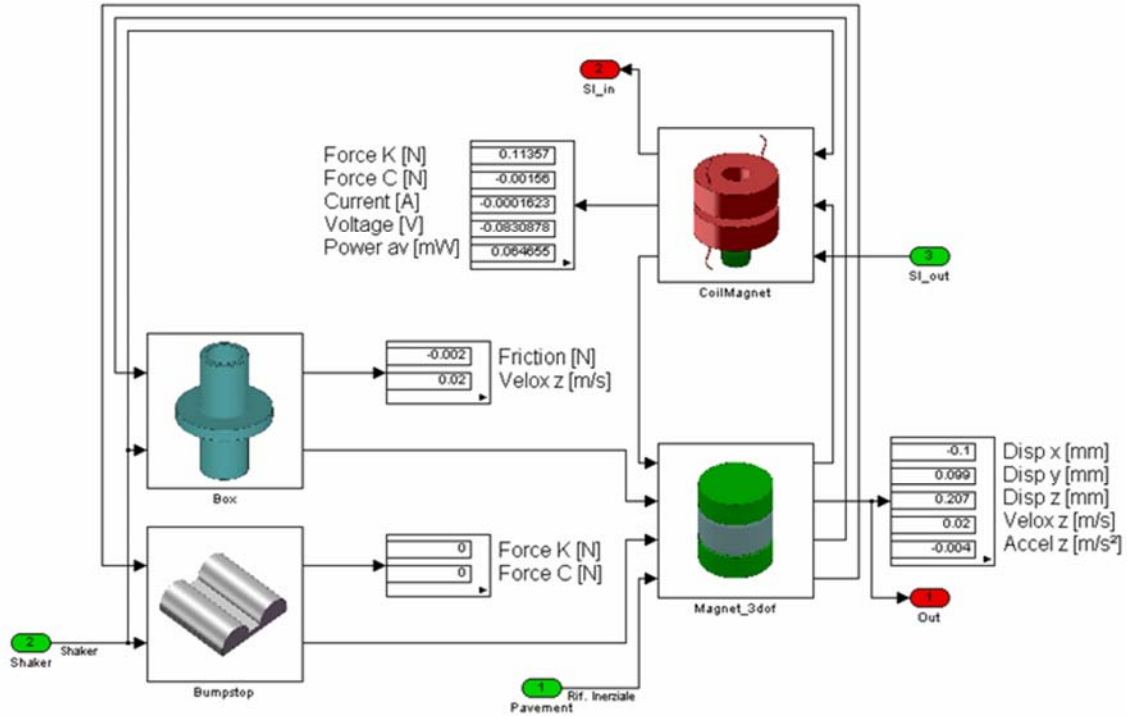 2
SI_in
Force K [N]
Force C [N]
Current [A]
Voltage [V]
Power av [mW]
0.11357
-0.00156
-0.0001623
-0.0830878
0.064655
CoilMagnet
3
SI_out
-0.002
0.02
Friction [N]
Velox z [m/s]
Box
-0.1
0.099
0.207
0.02
-0.004
Disp x [mm]
Disp y [mm]
Disp z [mm]
Velox z [m/s]
Accel z [m/s²]
0
0
Force K [N]
Force C [N]
Magnet_3dof
1
Out
2
Shaker
Shaker
Bumpstop
1
Pavement
Rif. Inerziale